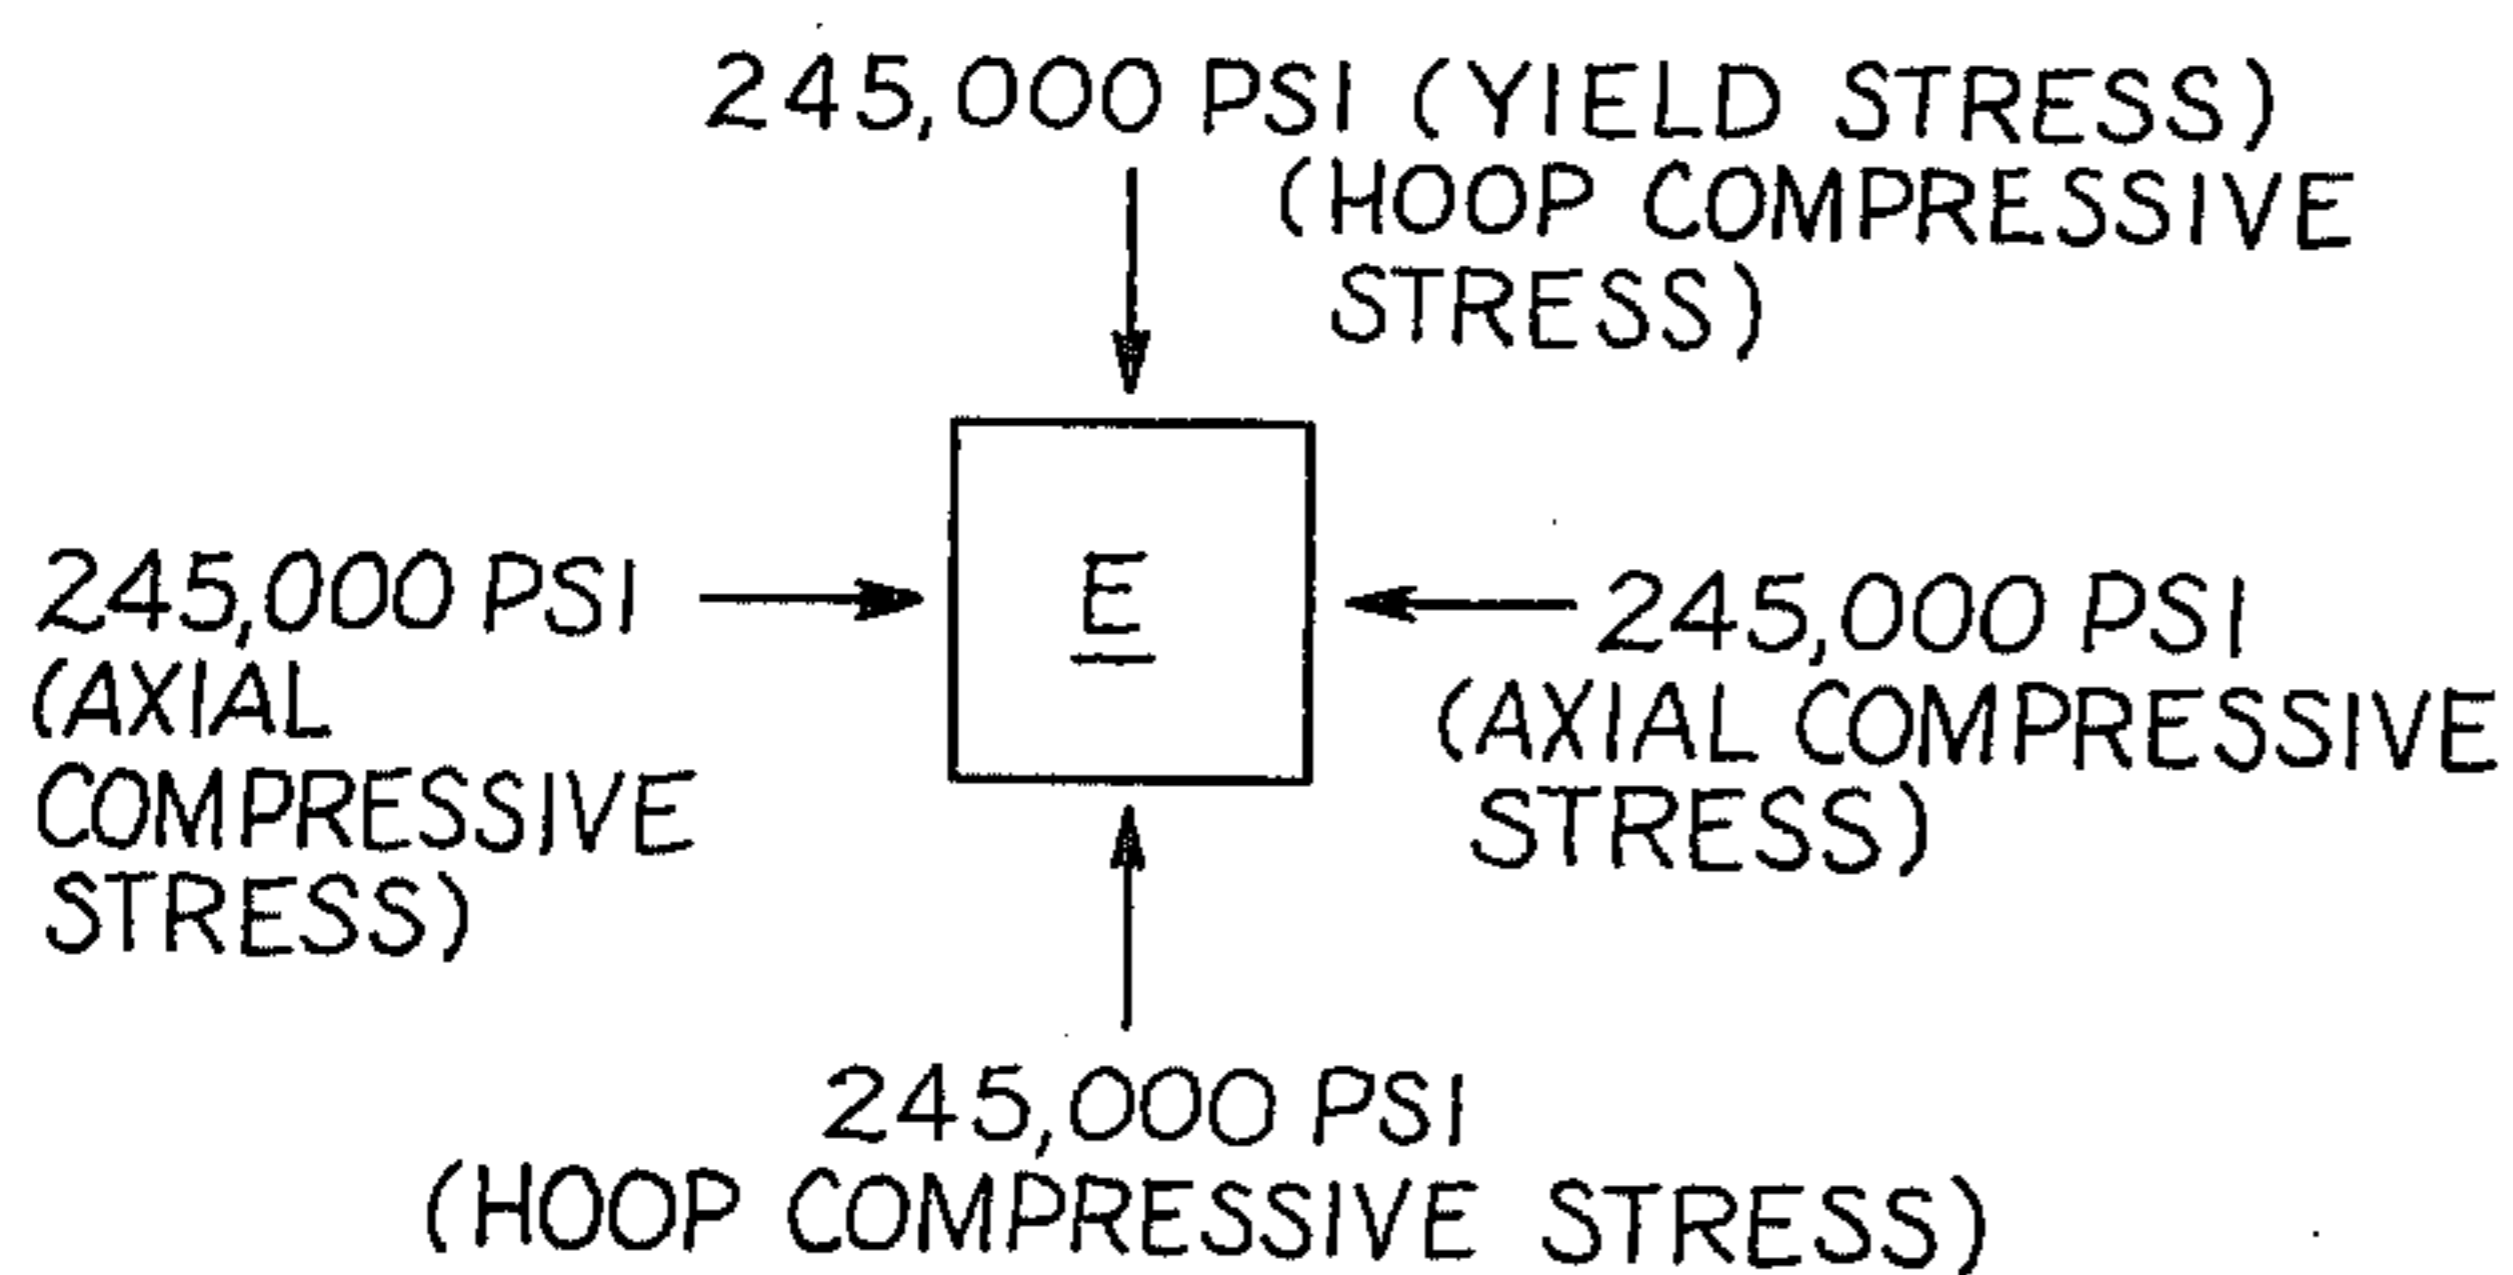 245,000 PSI (YIELD STRESS)
(HOOP COMPRESSIVE
STRESS)
E
245,000 PSI
(AXIAL
COMPRESSIVE
STRESS)
245,000 PSI
(AXIAL COMPRESSIVE
STRESS)
245,000 PSI
(HOOP COMPRESSIVE STRESS)